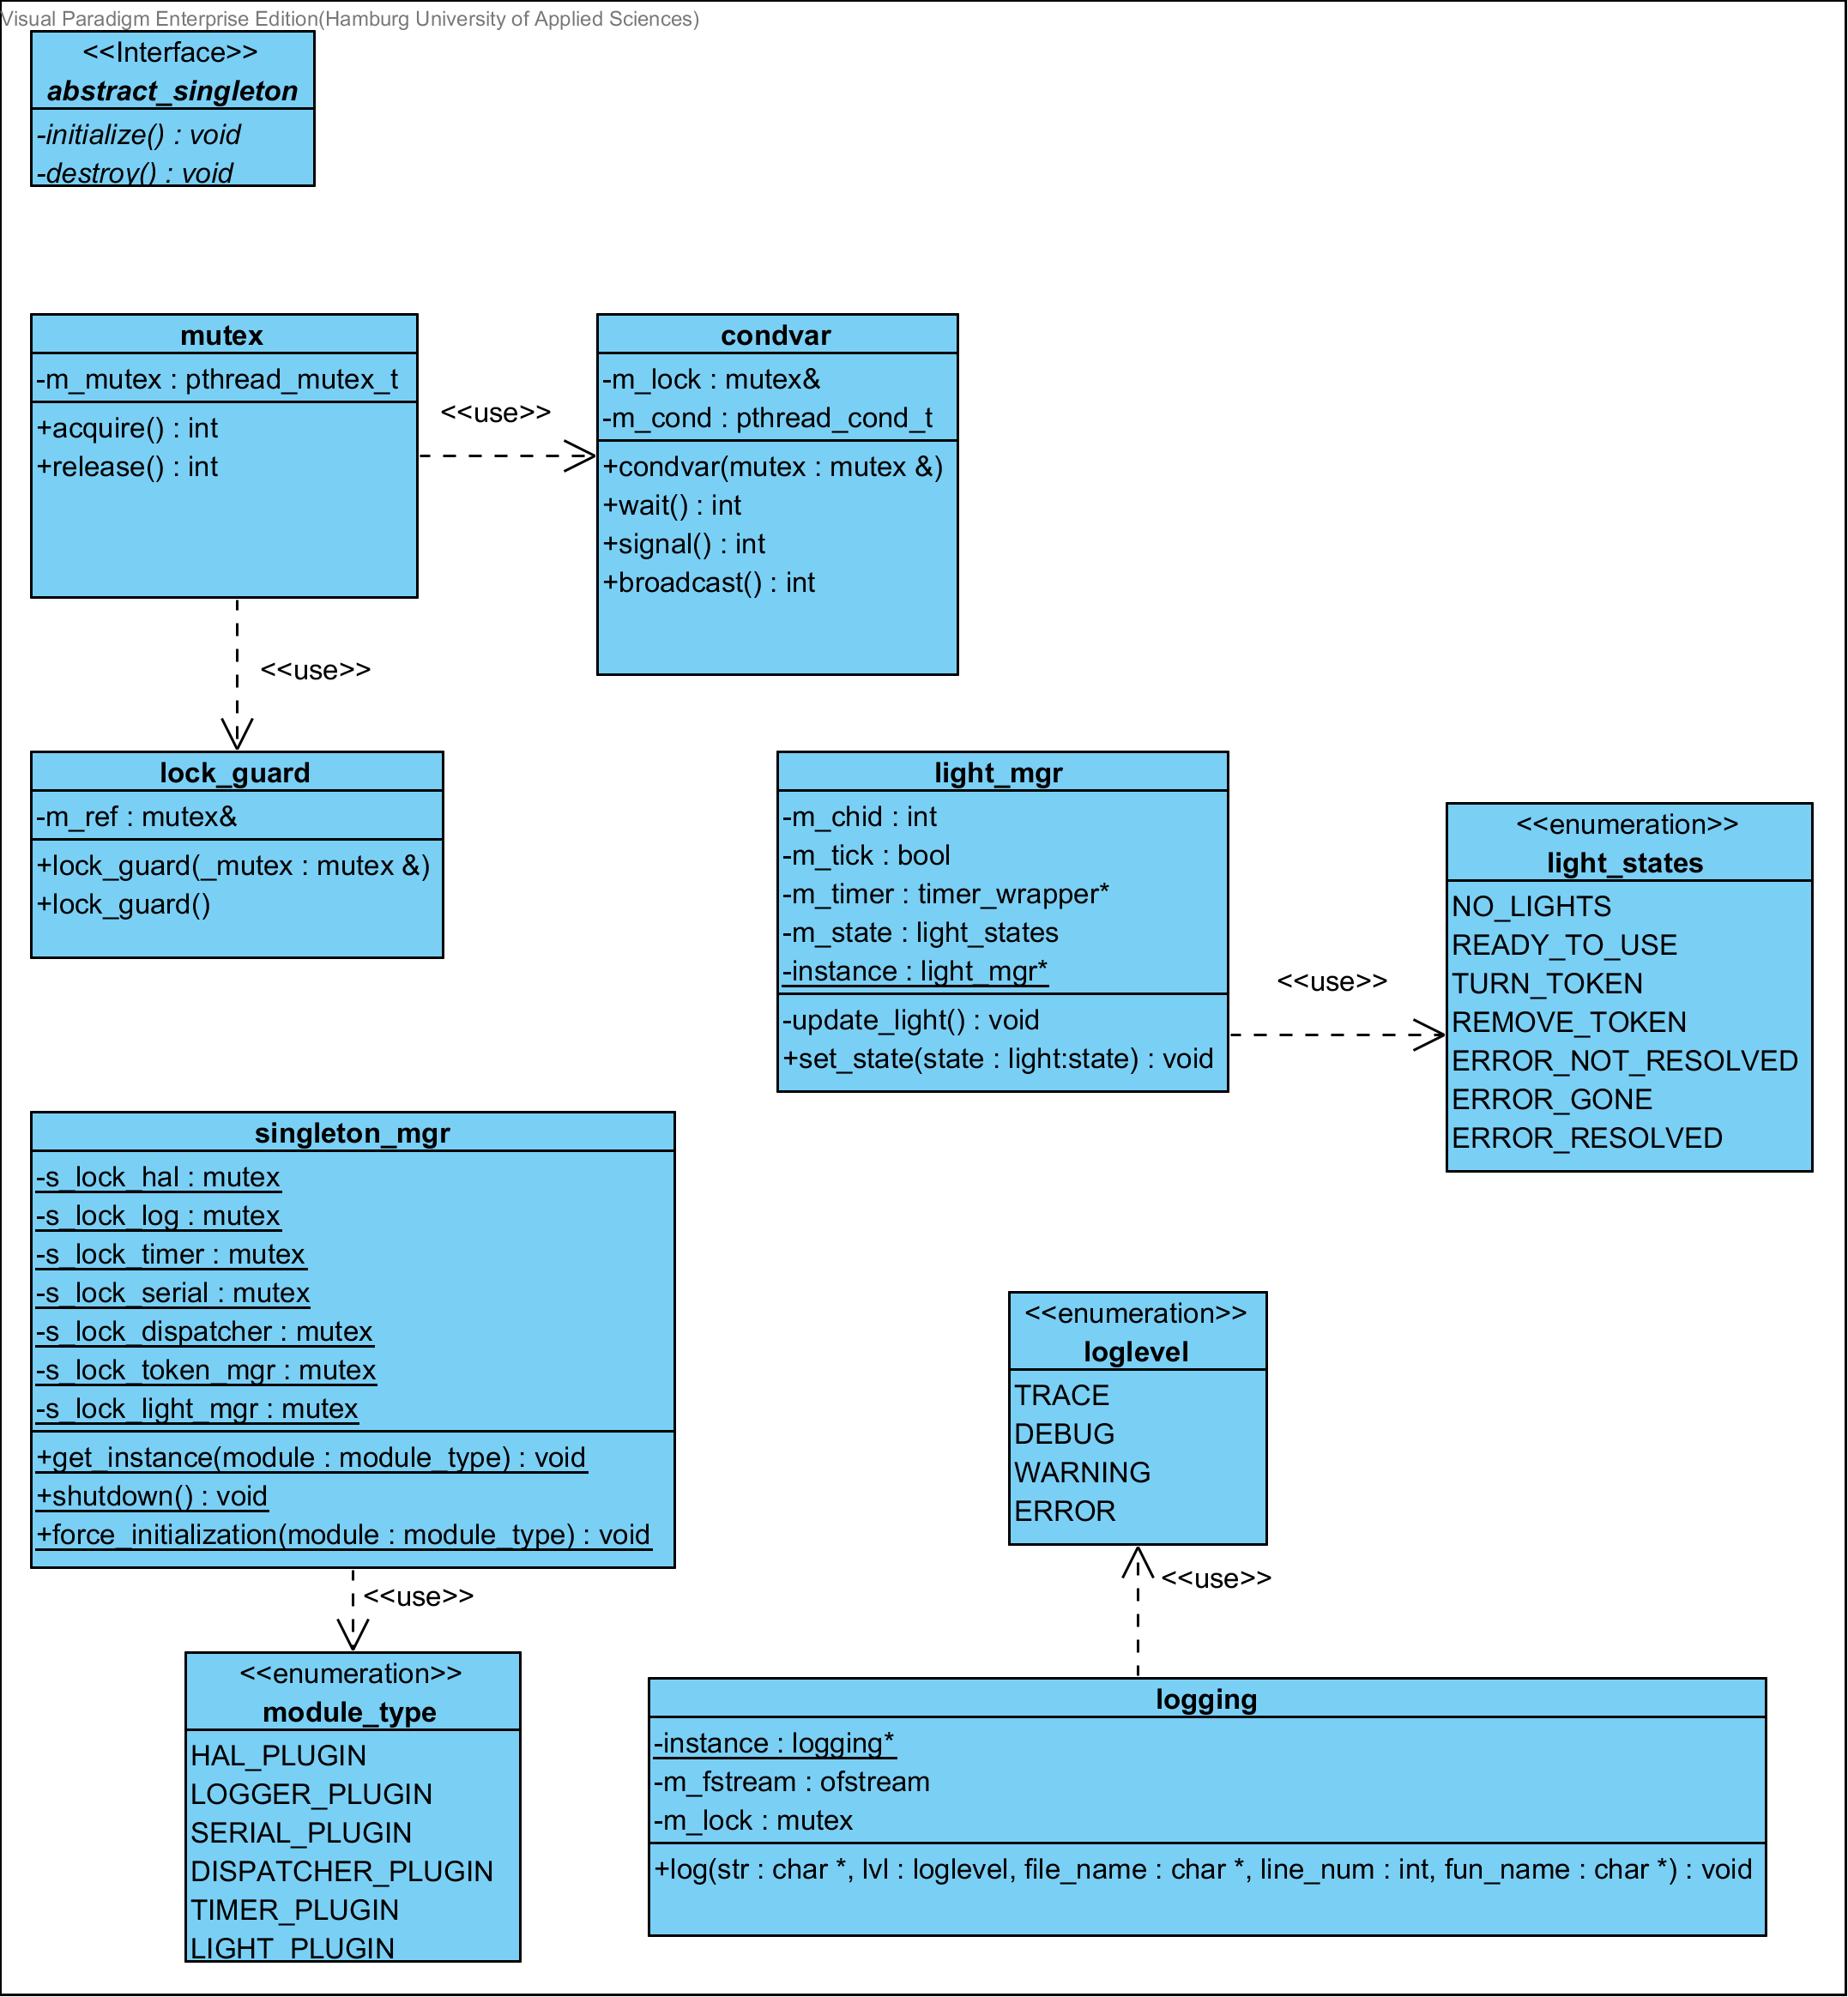 Visual Paradigm Enterprise Edition(Hamburg University of Applied Sciences)
<<Interface>>
abstract_singleton
-initialize() : void
-destroy() : void
mutex
-m_mutex : pthread_mutex_t
+acquire() : int
+release() : int
<<use>>
condvar
-m_lock : mutex&
-m_cond : pthread_cond_t
+condvar(mutex : mutex &)
+wait() : int
+signal() : int
+broadcast() : int
<<use>>
lock_guard
-m_ref : mutex&
+lock_guard(_mutex : mutex &)
+lock_guard()
light_mgr
-m_chid : int
-m_tick : bool
-m_timer : timer_wrapper*
-m_state : light_states
-instance : light_mgr*
-update_light() : void
+set_state(state : light:state) : void
<<use>>
<<enumeration>>
light_states
NO_LIGHTS
READY_TO_USE
TURN_TOKEN
REMOVE_TOKEN
ERROR_NOT_RESOLVED
ERROR_GONE
ERROR_RESOLVED
singleton_mgr
-s_lock_hal : mutex
-s_lock_log : mutex
-s_lock_timer : mutex
-s_lock_serial : mutex
-s_lock_dispatcher : mutex
-s_lock_token_mgr : mutex
-s_lock_light_mgr : mutex
+get_instance(module : module_type) : void
+shutdown() : void
+force_initialization(module : module_type) : void
<<use>>
<<enumeration>>
module_type
HAL_PLUGIN
LOGGER_PLUGIN
SERIAL_PLUGIN
DISPATCHER_PLUGIN
TIMER_PLUGIN
LIGHT_PLUGIN
<<enumeration>>
loglevel
TRACE
DEBUG
WARNING
ERROR
<<use>>
logging
-instance : logging*
-m_fstream : ofstream
-m_lock : mutex
+log(str : char *, lvl : loglevel, file_name : char *, line_num : int, fun_name : char *) : void